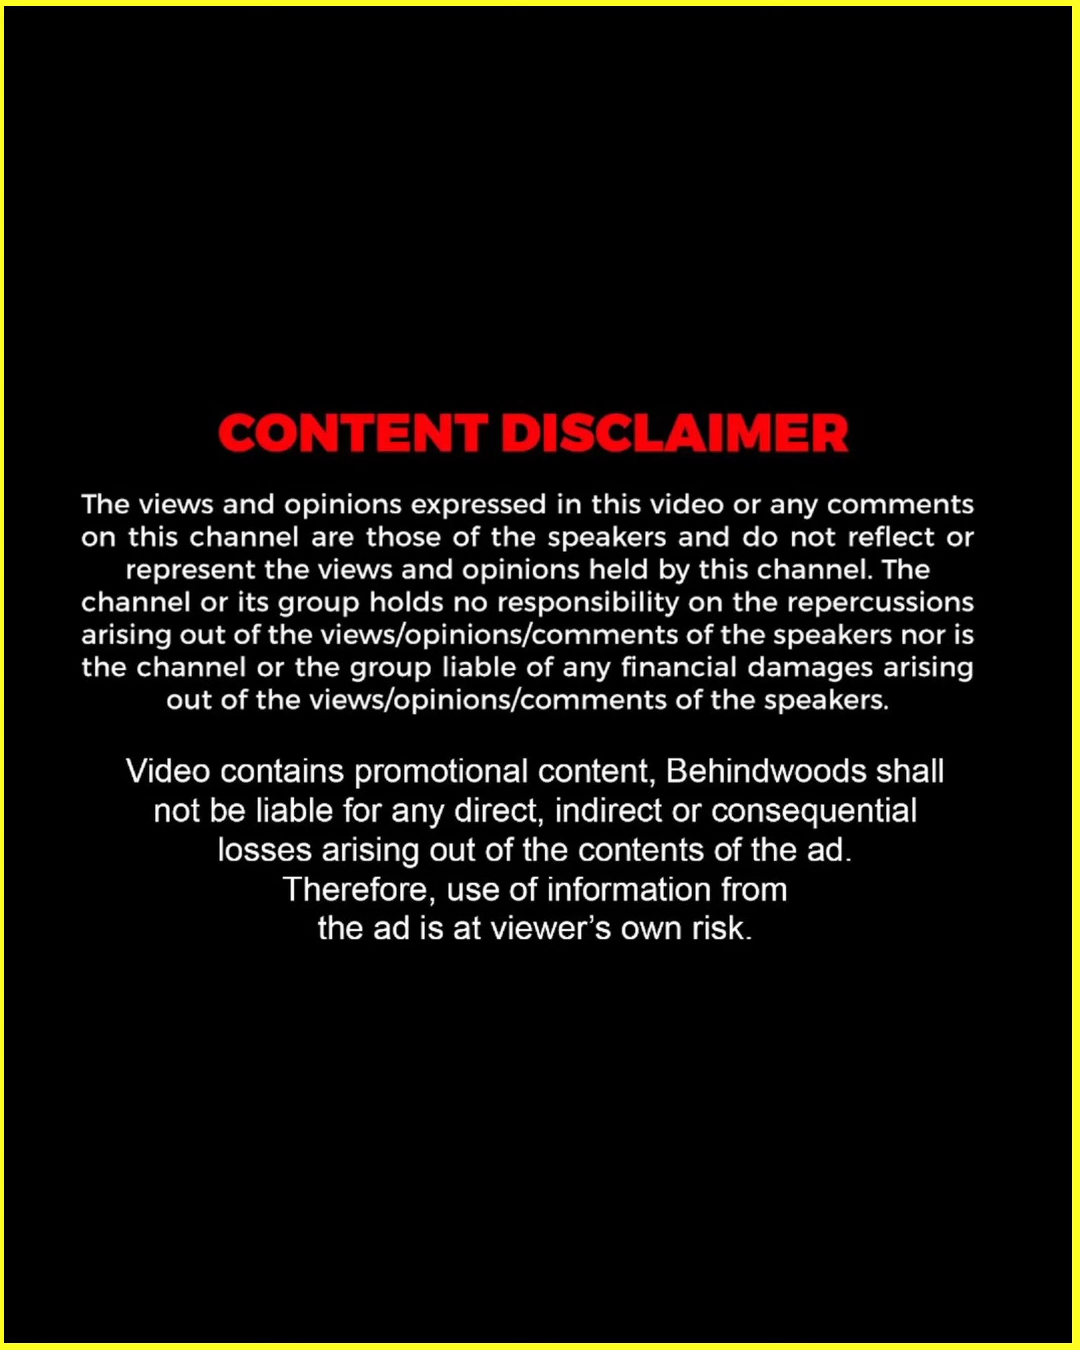 CONTENT DISCLAIMER
The views and opinions expressed in this video or any comments
on this channel are those of the speakers and do not reflect or
represent the views and opinions held by this channel. The
channel or its group holds no responsibility on the repercussions
arising out of the views/opinions/comments of the speakers nor is
the channel or the group liable of any financial damages arising
out of the views/opinions/comments of the speakers.
Video contains promotional content, Behindwoods shall
not be liable for any direct, indirect or consequential
losses arising out of the contents of the ad.
Therefore, use of information from
the ad is at viewer’s own risk.